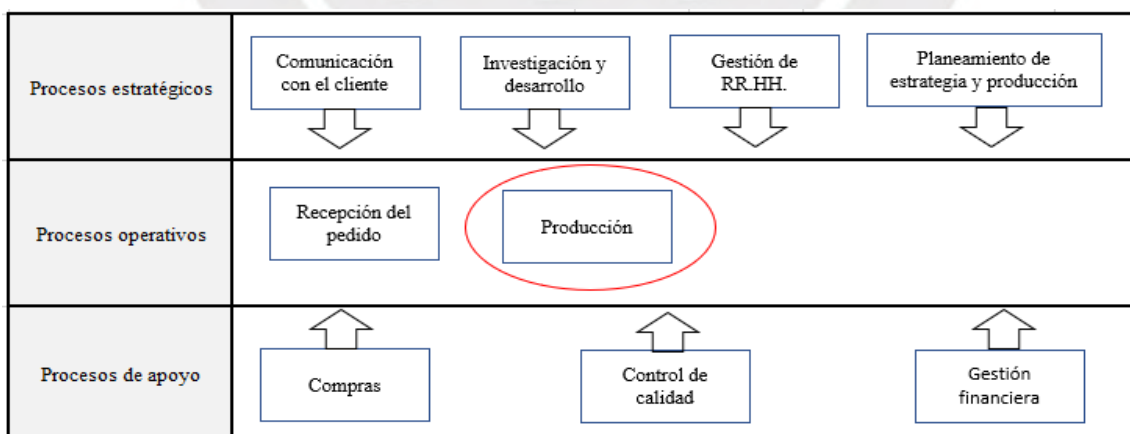 Procesos estratégicos
Comunicación
con el cliente
Investigación y
desarrollo
Gestión de
RR.HH.
Planeamiento de
estrategia y producción
Procesos operativos
Recepción del
pedido
Producción
Procesos de apoyo
Compras
Control de
calidad
Gestión
financiera